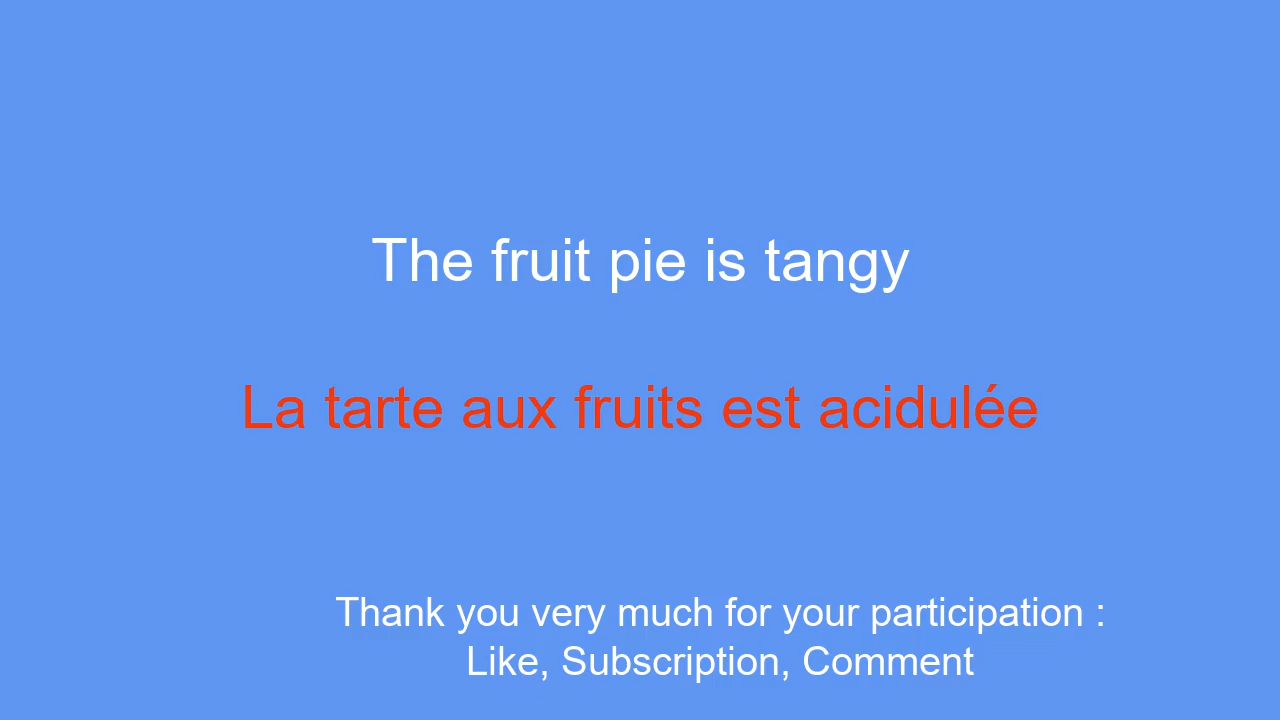 The fruit pie is tangy
La tarte aux fruits est acidulée
Thank you very much for your participation :
Like, Subscription, Comment